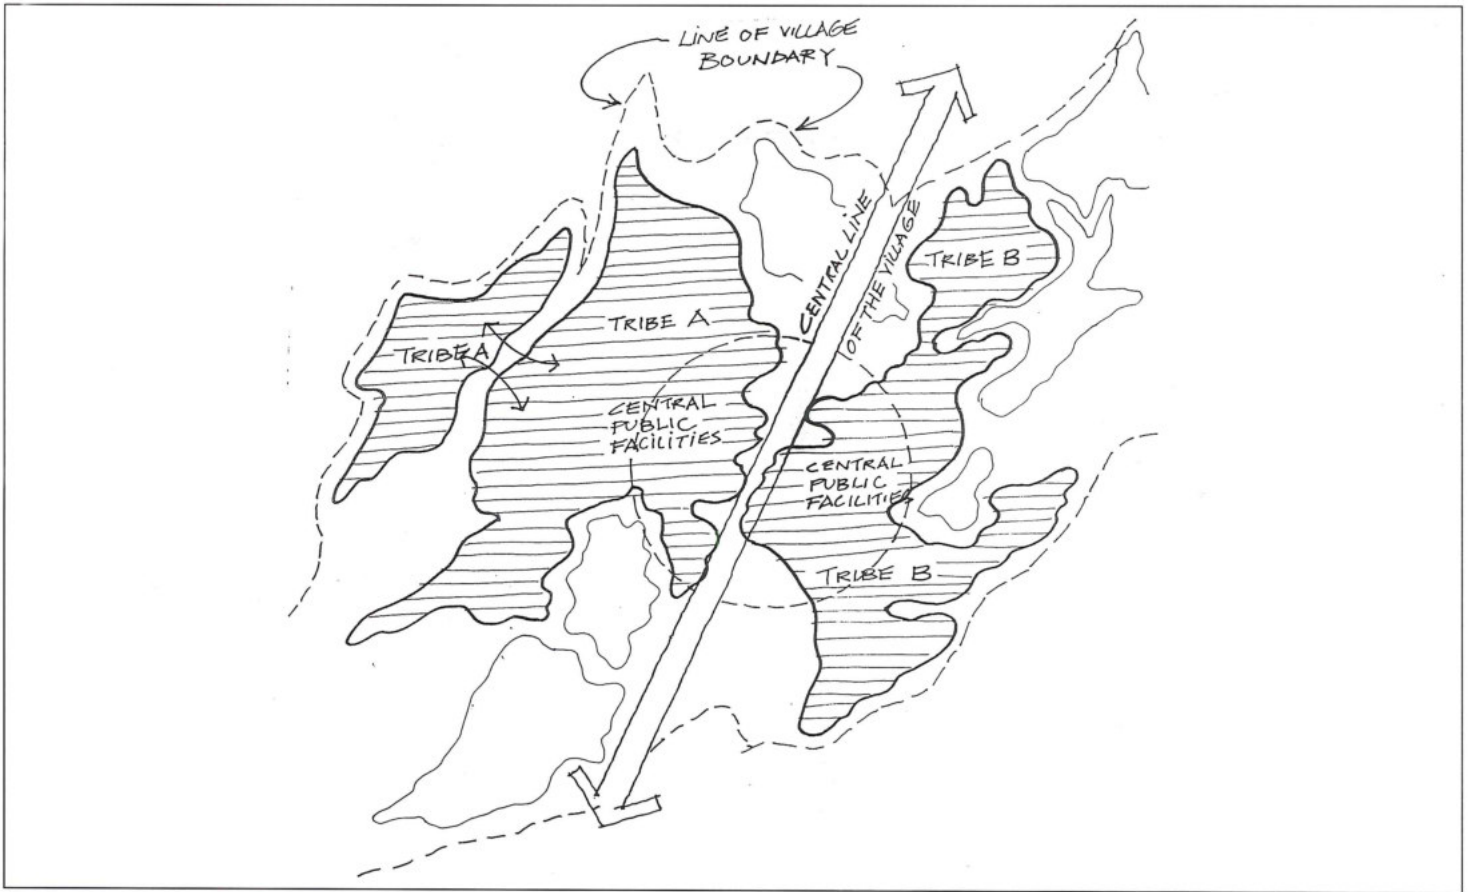 LINE OF VILLAGE
BOUNDARY
CENTRAL LINE
OF THE VILLAGE
TRIBE B
TRIBE A
TRIBE A
CENTRAL
PUBLIC
FACILITIES
CENTRAL
PUBLIC
FACILITIES
TRIBE B